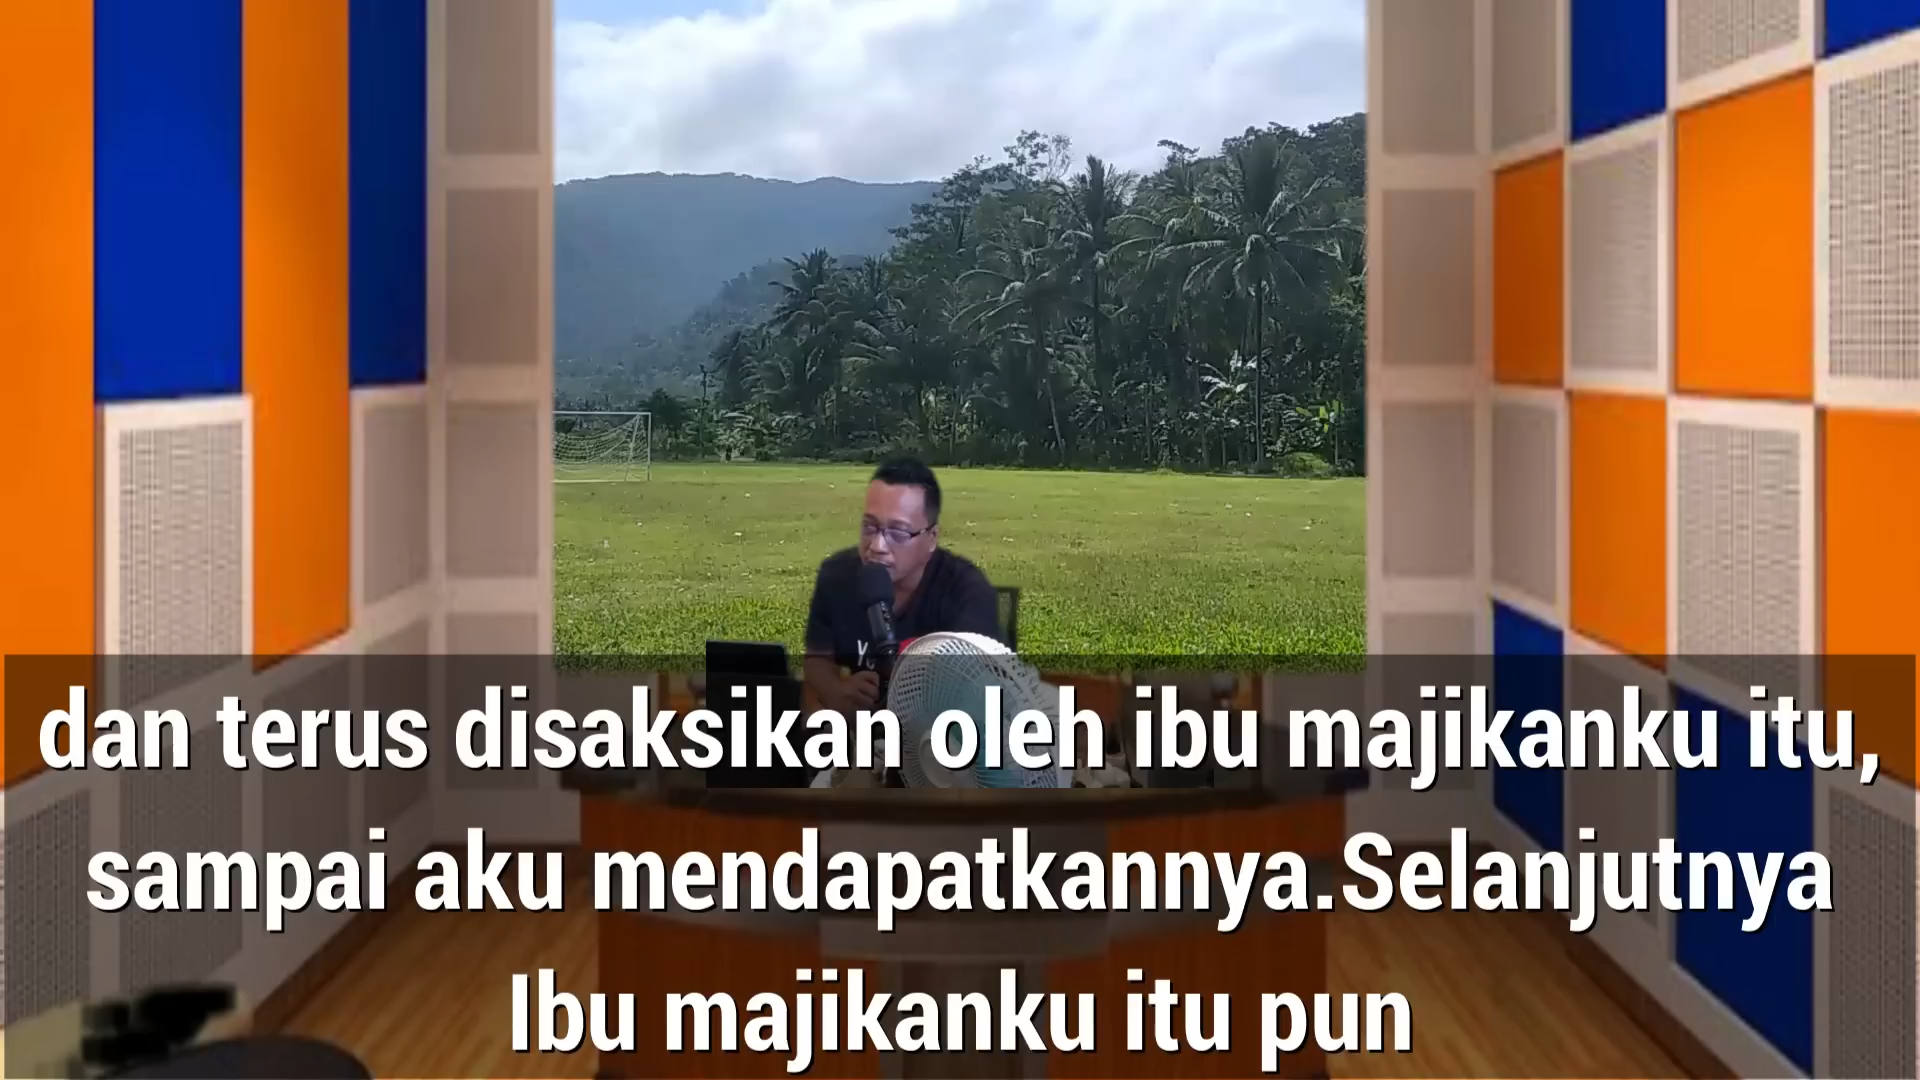 dan terus disaksikan oleh ibu majikanku itu,
sampai aku mendapatkannya.Selanjutnya
Ibu majikanku itu pun